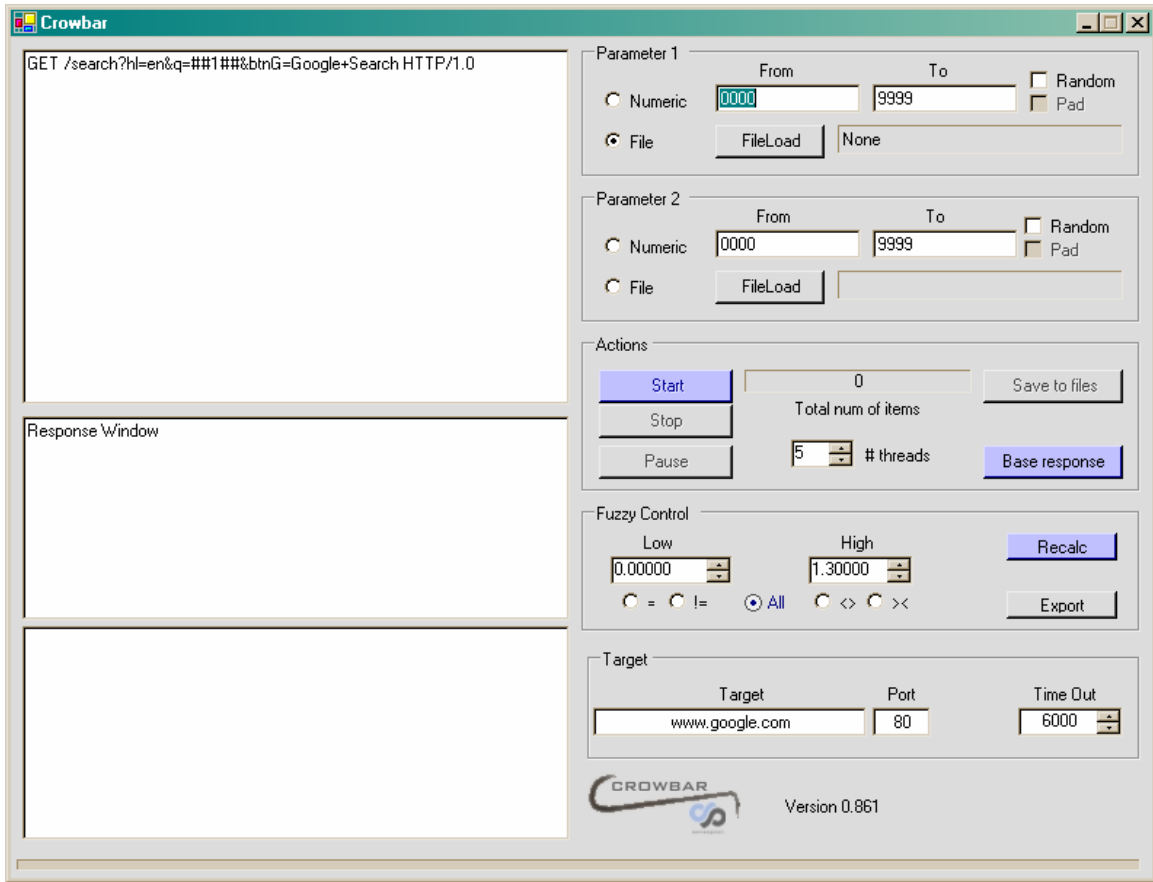 Crowbar
GET /search?hl=en&q=##1##&btnG=Google+Search HTTP/1.0
Response Window
Parameter 1
From To
Numeric 0000 9999 Random
Pad
File FileLoad None
Parameter 2
From To
Numeric 0000 9999 Random
Pad
File FileLoad
Actions
Start 0 Save to files
Stop Total num of items
Pause 5 # threads Base response
Fuzzy Control
Low High Recalc
0.00000 1.30000
= != All <> >< Export
Target
Target Port Time Out
www.google.com 80 6000
CROWBAR
Version 0.861